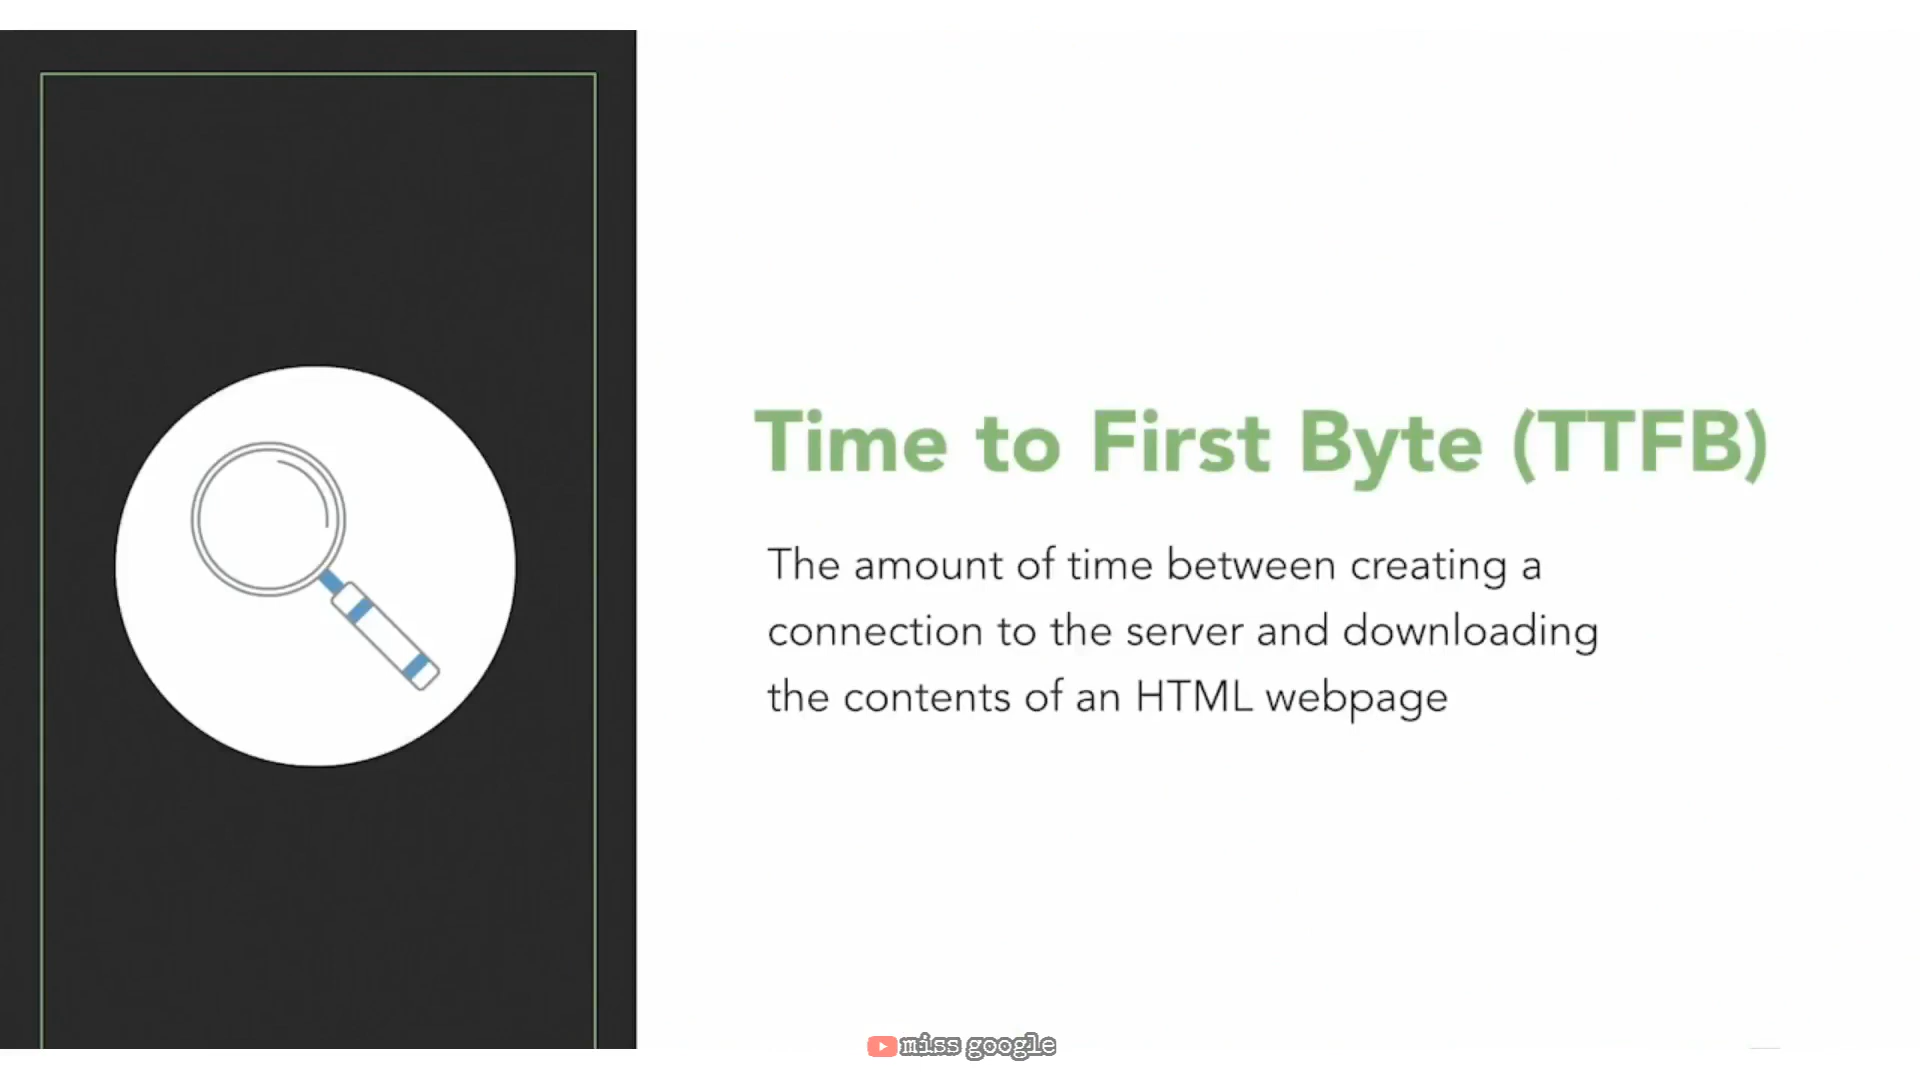 Time to First Byte (TTFB)
The amount of time between creating a
connection to the server and downloading
the contents of an HTML webpage
miss google